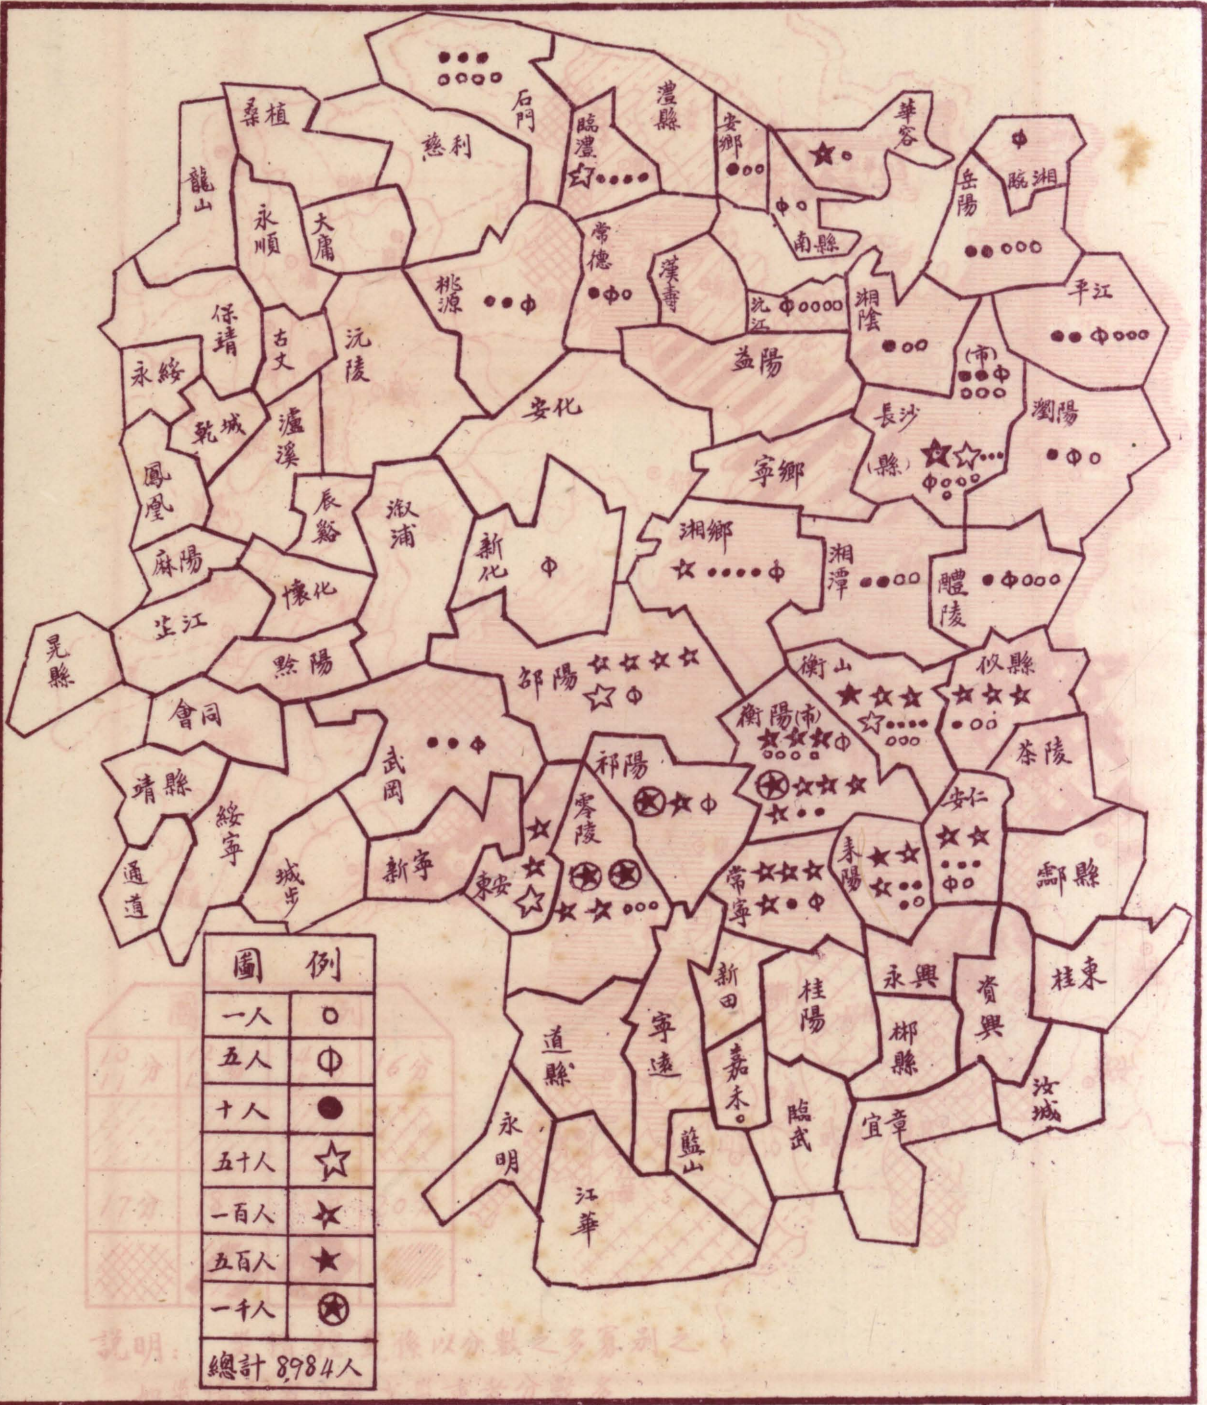 石門
澧縣
桑植
慈利
臨澧
安鄉
華容
臨湘
岳陽
龍山
永順
大庸
常德
南縣
桃源
漢壽
沅江
湘陰
平江
保靖
古丈
沅陵
永綏
益陽
(市)
長沙
(縣)
瀏陽
安化
乾城
瀘溪
鳳凰
寧鄉
辰谿
漵浦
新化
湘鄉
湘潭
醴陵
麻陽
懷化
芷江
晃縣
黔陽
邵陽
衡山
攸縣
會同
衡陽(市)
茶陵
武岡
祁陽
靖縣
綏寧
零陵
安仁
耒陽
通道
城步
新寧
東安
常寧
酃縣
新田
桂陽
永興
資興
桂東
道縣
寧遠
郴縣
嘉禾
汝城
永明
藍山
臨武
宜章
江華
圖 例
一人
五人
十人
五十人
一百人
五百人
一千人
總計 8,984人
說明: